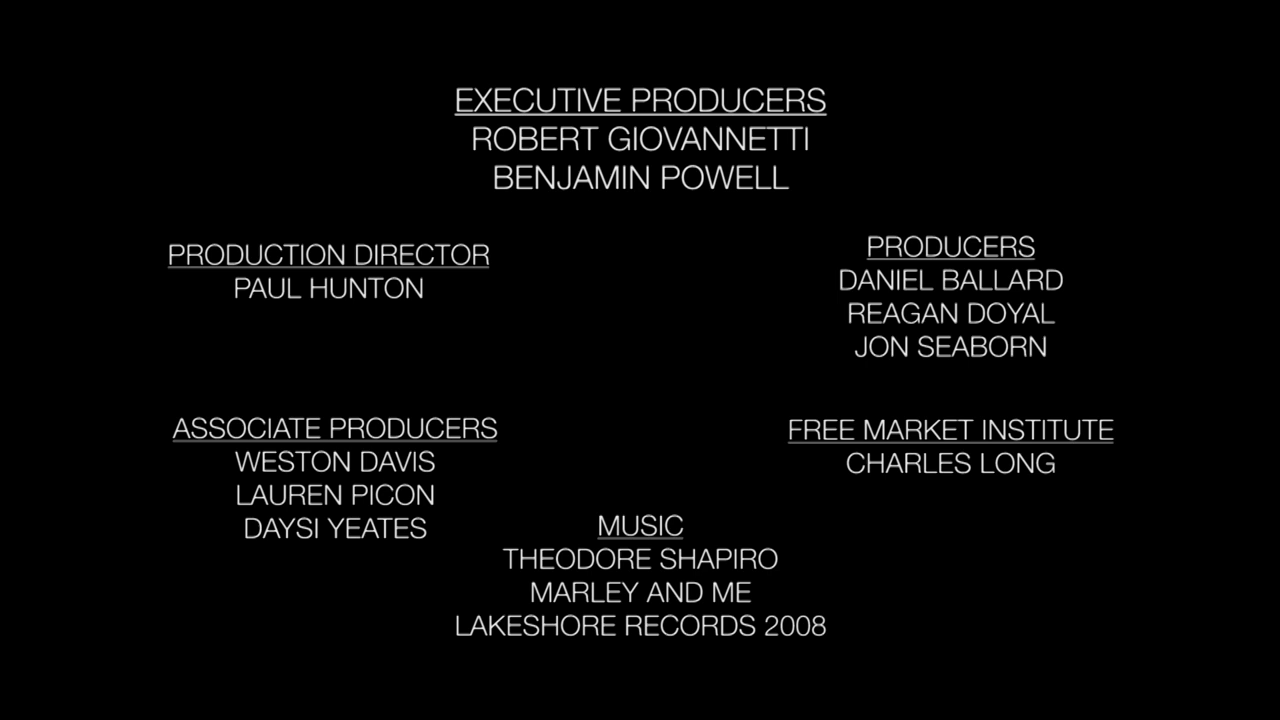 EXECUTIVE PRODUCERS
ROBERT GIOVANNETTI
BENJAMIN POWELL
PRODUCTION DIRECTOR
PAUL HUNTON
PRODUCERS
DANIEL BALLARD
REAGAN DOYAL
JON SEABORN
ASSOCIATE PRODUCERS
WESTON DAVIS
LAUREN PICON
DAYSI YEATES
FREE MARKET INSTITUTE
CHARLES LONG
MUSIC
THEODORE SHAPIRO
MARLEY AND ME
LAKESHORE RECORDS 2008